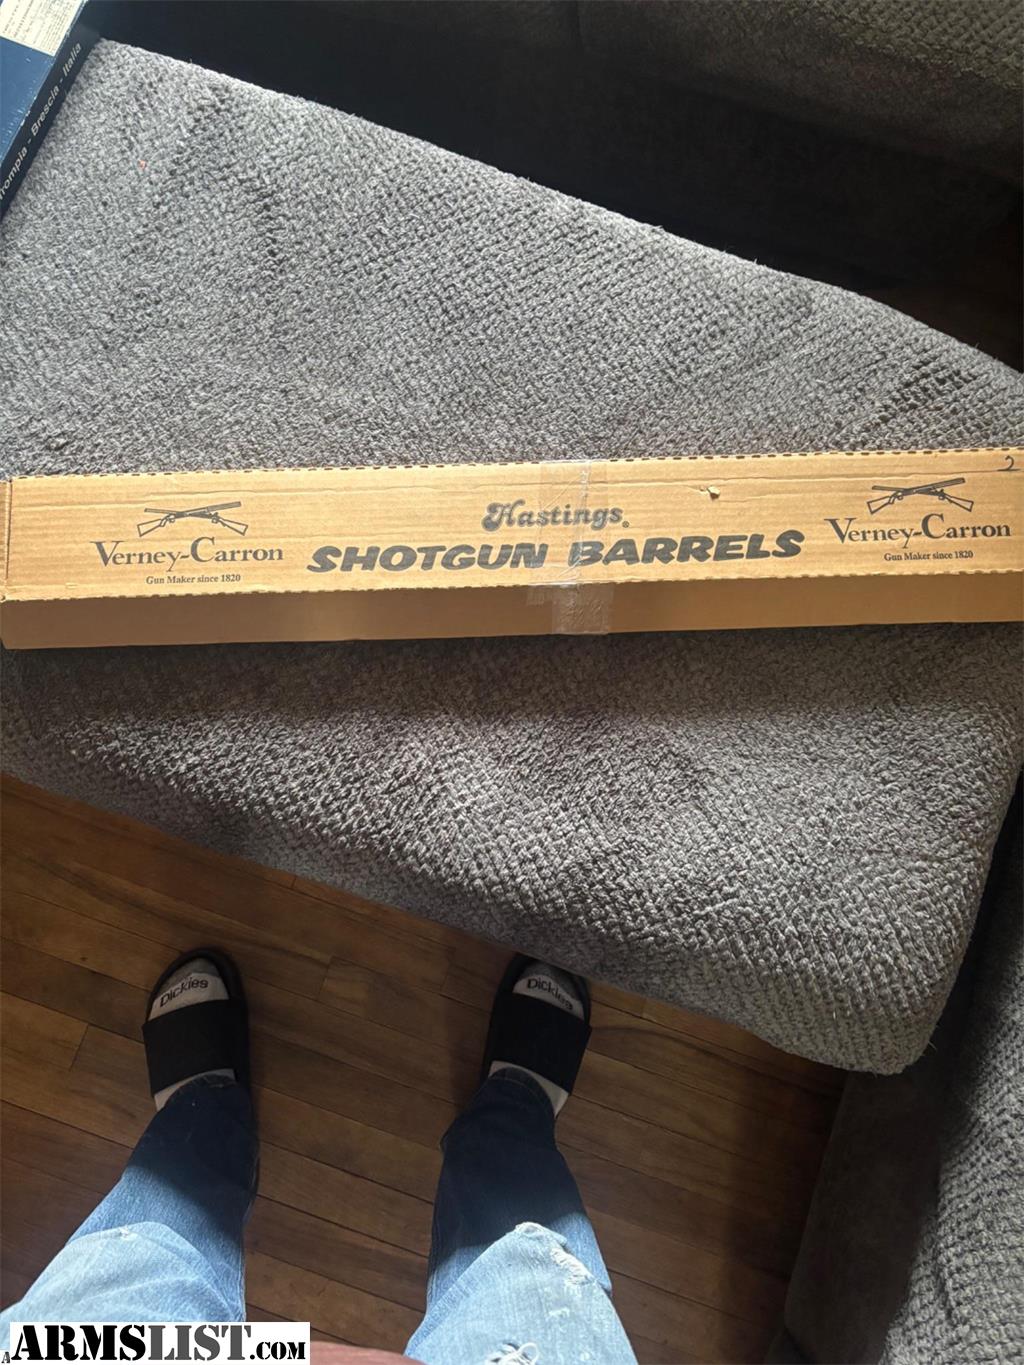 rompia - Brescia - Italia
2
Verney-Carron
Gun Maker since 1820
Hastings®
SHOTGUN BARRELS
Verney-Carron
Gun Maker since 1820
Dickies
Dickies
ARMSLIST.COM